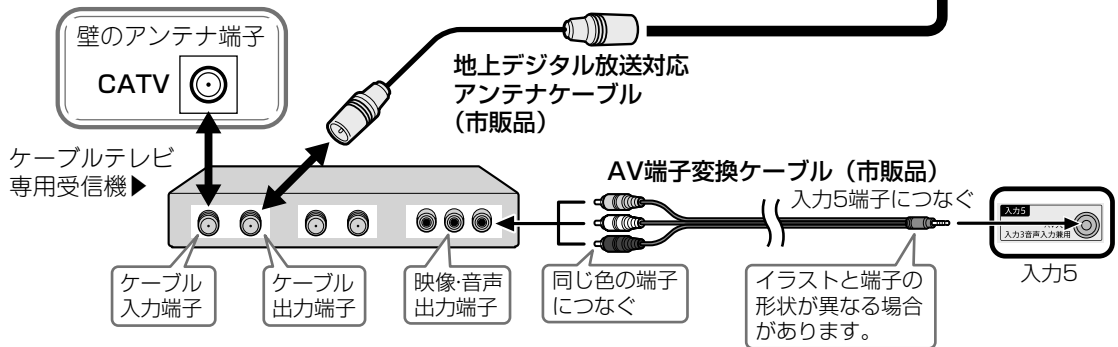 壁のアンテナ端子
CATV
地上デジタル放送対応
アンテナケーブル
(市販品)
ケーブルテレビ
専用受信機▶
AV端子変換ケーブル(市販品)
入力5端子につなぐ
入力5
入力3音声入力兼用
入力5
ケーブル
入力端子
ケーブル
出力端子
映像・音声
出力端子
同じ色の端子
につなぐ
イラストと端子の
形状が異なる場合
があります。